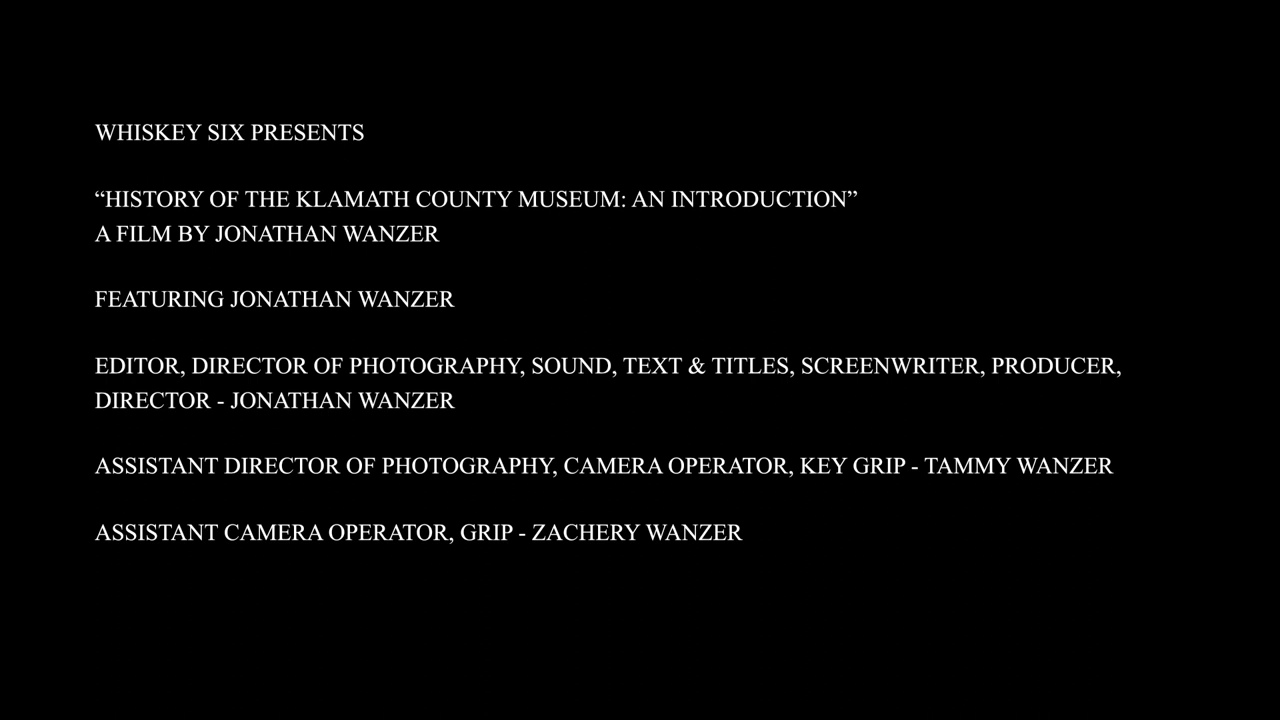 WHISKEY SIX PRESENTS
“HISTORY OF THE KLAMATH COUNTY MUSEUM: AN INTRODUCTION”
A FILM BY JONATHAN WANZER
FEATURING JONATHAN WANZER
EDITOR, DIRECTOR OF PHOTOGRAPHY, SOUND, TEXT & TITLES, SCREENWRITER, PRODUCER,
DIRECTOR - JONATHAN WANZER
ASSISTANT DIRECTOR OF PHOTOGRAPHY, CAMERA OPERATOR, KEY GRIP - TAMMY WANZER
ASSISTANT CAMERA OPERATOR, GRIP - ZACHERY WANZER